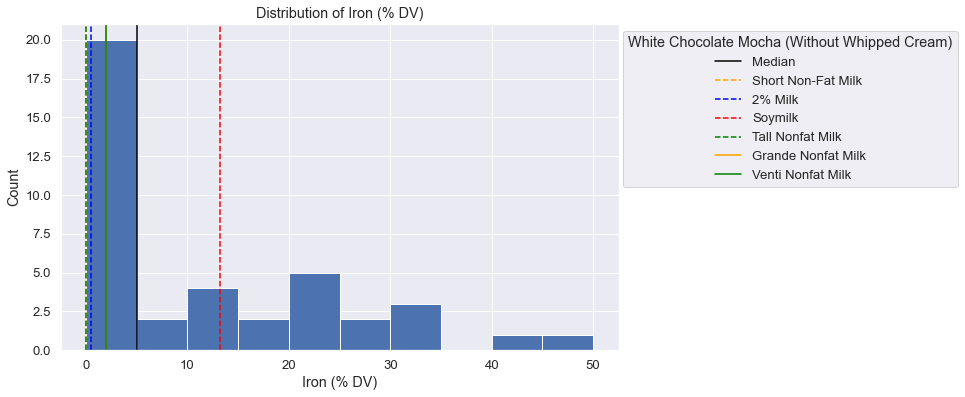 Distribution of Iron (% DV)
20.0
17.5
15.0
12.5
10.0
7.5
5.0
2.5
0.0
Count
0 10 20 30 40 50
Iron (% DV)
White Chocolate Mocha (Without Whipped Cream)
Median
Short Non-Fat Milk
2% Milk
Soymilk
Tall Nonfat Milk
Grande Nonfat Milk
Venti Nonfat Milk